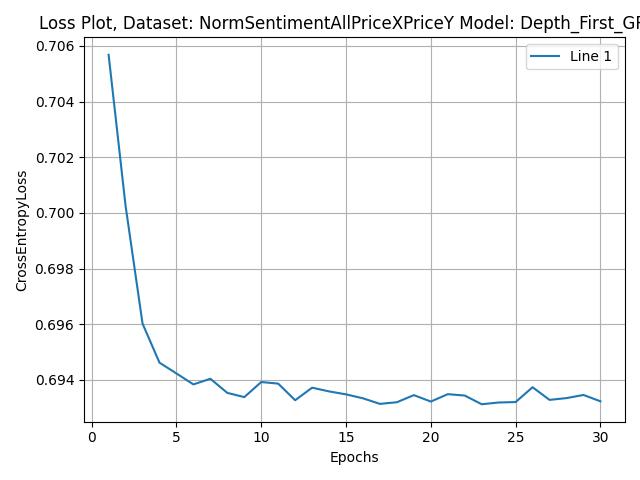 Loss Plot, Dataset: NormSentimentAllPriceXPriceY Model: Depth_First_
Line 1
CrossEntropyLoss
0.706
0.704
0.702
0.700
0.698
0.696
0.694
0 5 10 15 20 25 30
Epochs